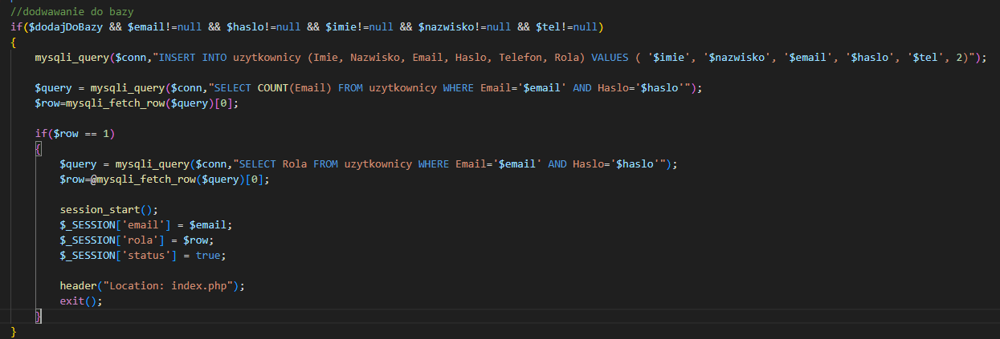 //dodwawanie do bazy
if($dodajDoBazy && $email!=null && $haslo!=null && $imie!=null && $nazwisko!=null && $tel!=null)
{
mysqli_query($conn,"INSERT INTO uzytkownicy (Imie, Nazwisko, Email, Haslo, Telefon, Rola) VALUES ( '$imie', '$nazwisko', '$email', '$haslo', '$tel', 2)");
$query = mysqli_query($conn,"SELECT COUNT(Email) FROM uzytkownicy WHERE Email='$email' AND Haslo='$haslo'");
$row=mysqli_fetch_row($query)[0];
if($row == 1)
{
$query = mysqli_query($conn,"SELECT Rola FROM uzytkownicy WHERE Email='$email' AND Haslo='$haslo'");
$row=@mysqli_fetch_row($query)[0];
session_start();
$_SESSION['email'] = $email;
$_SESSION['rola'] = $row;
$_SESSION['status'] = true;
header("Location: index.php");
exit();
}
}